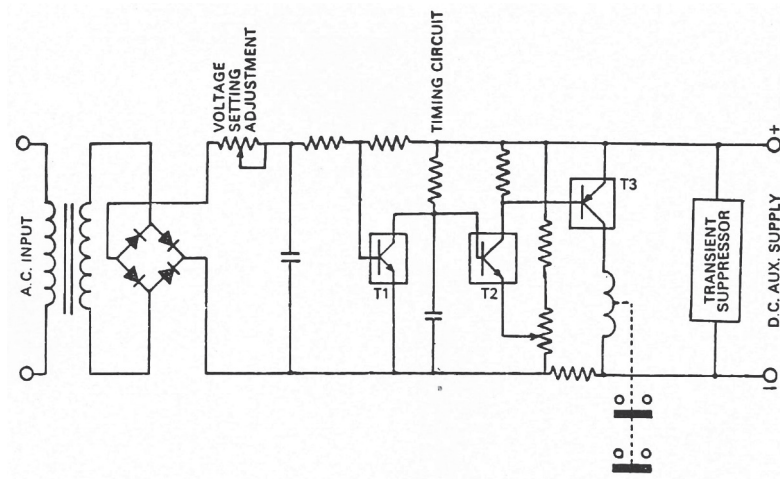 A.C. INPUT
VOLTAGE
SETTING
ADJUSTMENT
TIMING CIRCUIT
T1
T2
T3
TRANSIENT
SUPPRESSOR
+
D.C. AUX. SUPPLY
−